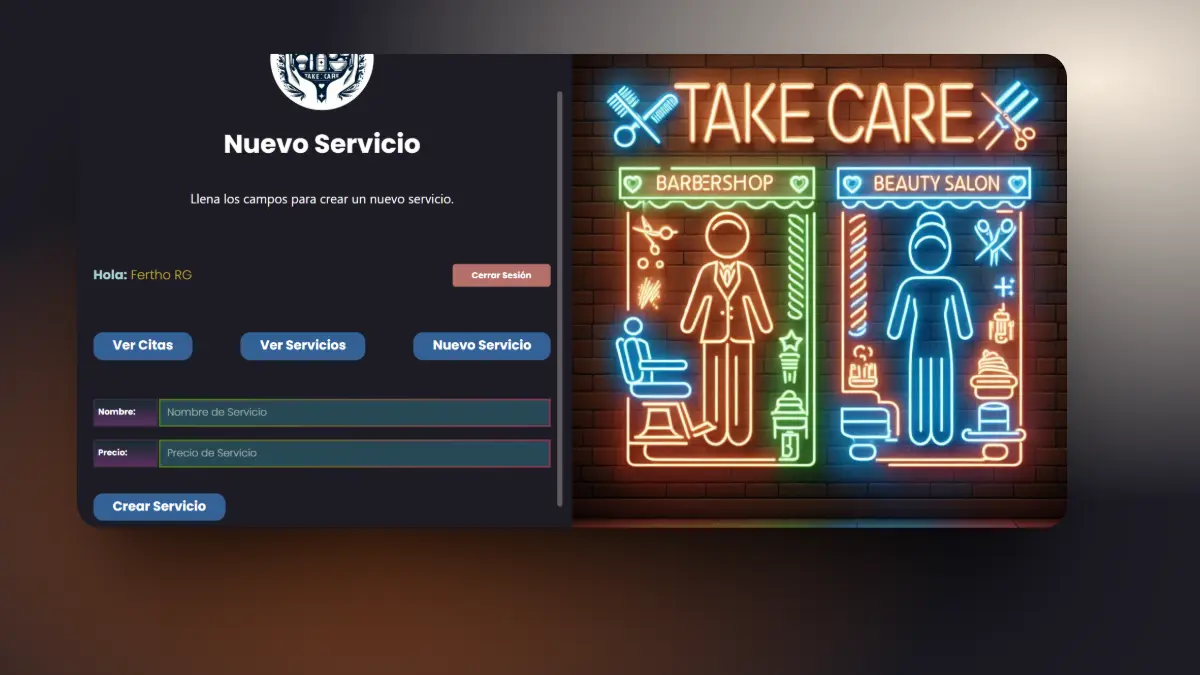 TAKE CARE
Nuevo Servicio
Llena los campos para crear un nuevo servicio.
Hola: Fertho RG
Cerrar Sesión
Ver Citas
Ver Servicios
Nuevo Servicio
Nombre:
Nombre de Servicio
Precio:
Precio de Servicio
Crear Servicio
TAKE CARE
BARBERSHOP
BEAUTY SALON